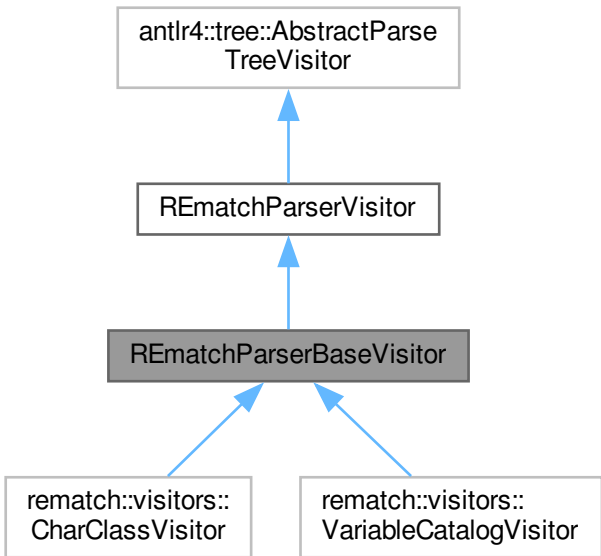 antlr4::tree::AbstractParse
TreeVisitor
REmatchParserVisitor
REmatchParserBaseVisitor
rematch::visitors::
CharClassVisitor
rematch::visitors::
VariableCatalogVisitor